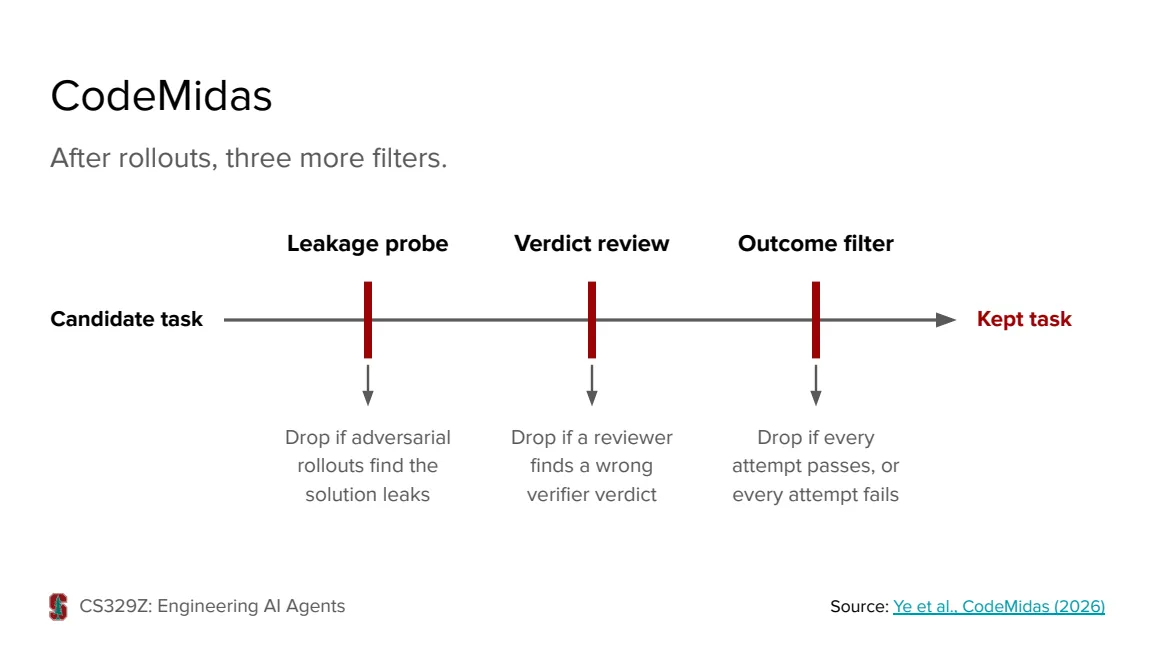 CodeMidas
After rollouts, three more filters.
Leakage probe
Verdict review
Outcome filter
Candidate task
Kept task
Drop if adversarial
rollouts find the
solution leaks
Drop if a reviewer
finds a wrong
verifier verdict
Drop if every
attempt passes, or
every attempt fails
CS329Z: Engineering AI Agents
Source: Ye et al., CodeMidas (2026)